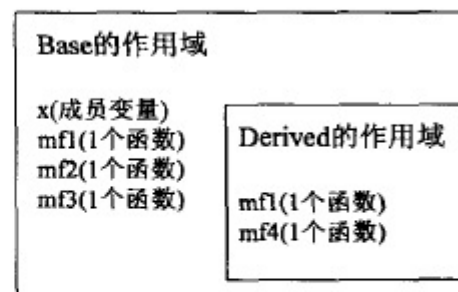 Base的作用域
x(成员变量)
mf1(1个函数)
mf2(1个函数)
mf3(1个函数)
Derived的作用域
mf1(1个函数)
mf4(1个函数)